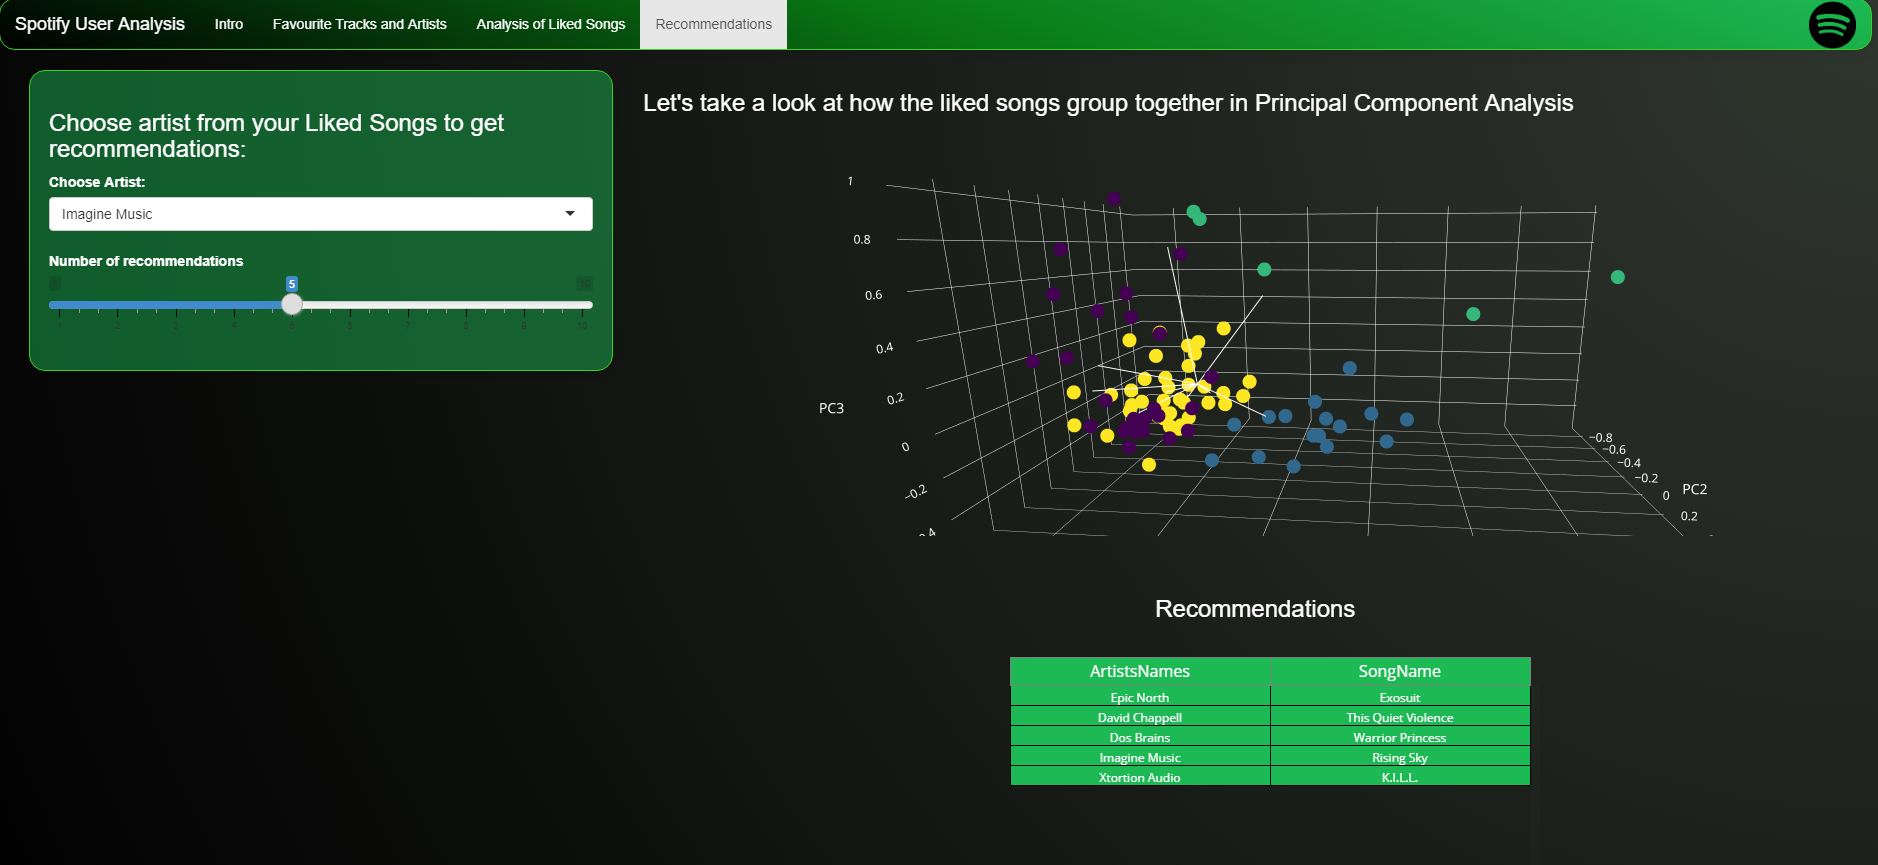 Spotify User Analysis Intro Favourite Tracks and Artists Analysis of Liked Songs Recommendations
Choose artist from your Liked Songs to get
recommendations:
Choose Artist:
Imagine Music
Number of recommendations
1 5 10
1 2 3 4 5 6 7 8 9 10
Let's take a look at how the liked songs group together in Principal Component Analysis
1
0.8
0.6
0.4
0.2
0
−0.2
PC3
−0.8
−0.6
−0.4
−0.2
0
0.2
PC2
Recommendations
ArtistsNames SongName
Epic North Exosuit
David Chappell This Quiet Violence
Dos Brains Warrior Princess
Imagine Music Rising Sky
Xtortion Audio K.I.L.L.